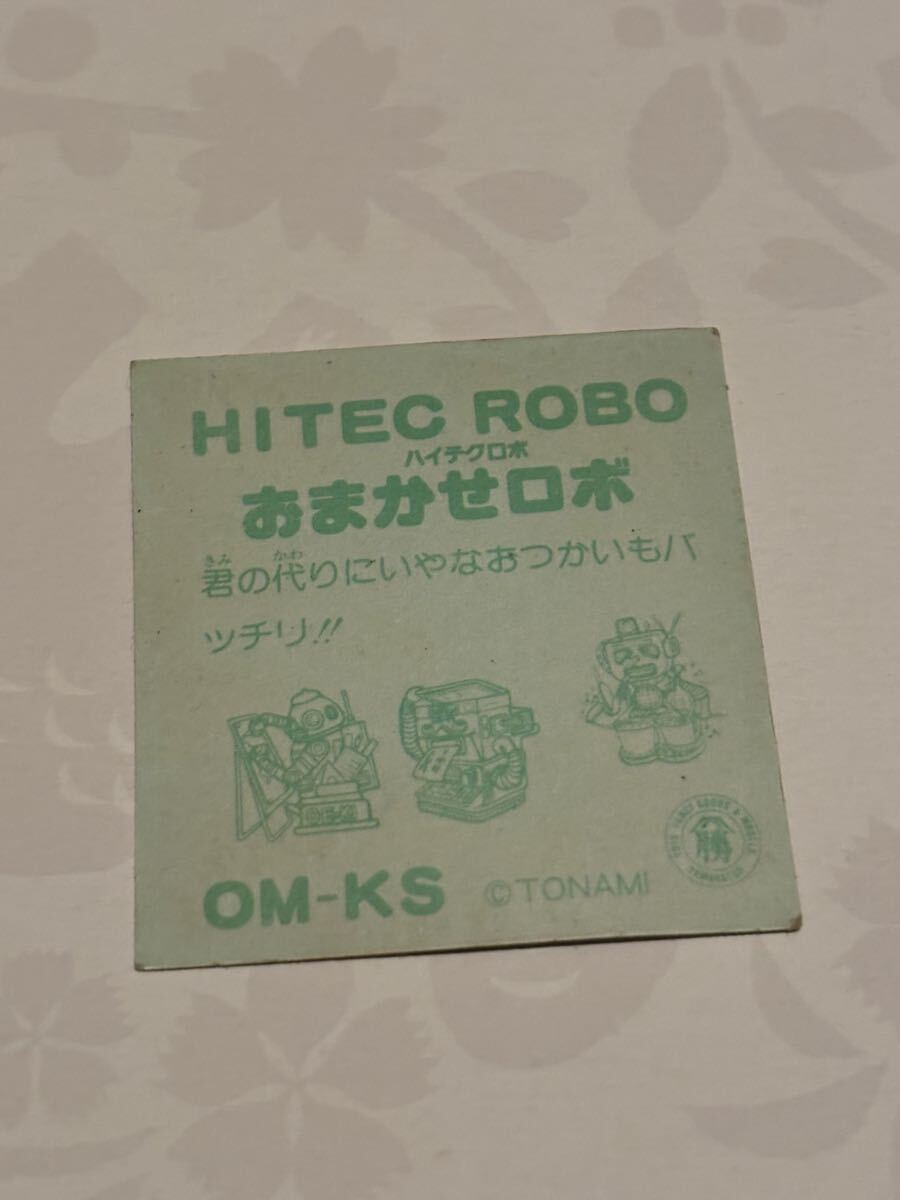 HITEC ROBO
ハイテクロボ
おまかせロボ
君の代りにいやなおつかいもバ
ッチリ!!
勝
OM-KS ©TONAMI